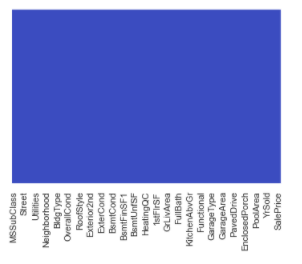 MSSubClass
Street
Utilities
Neighborhood
BldgType
OverallCond
RoofStyle
Exterior2nd
ExterCond
BsmtCond
BsmtFinSF1
BsmtUnfSF
HeatingQC
1stFlrSF
GrLivArea
FullBath
KitchenAbvGr
Functional
GarageType
GarageArea
PavedDrive
EnclosedPorch
PoolArea
YrSold
SalePrice